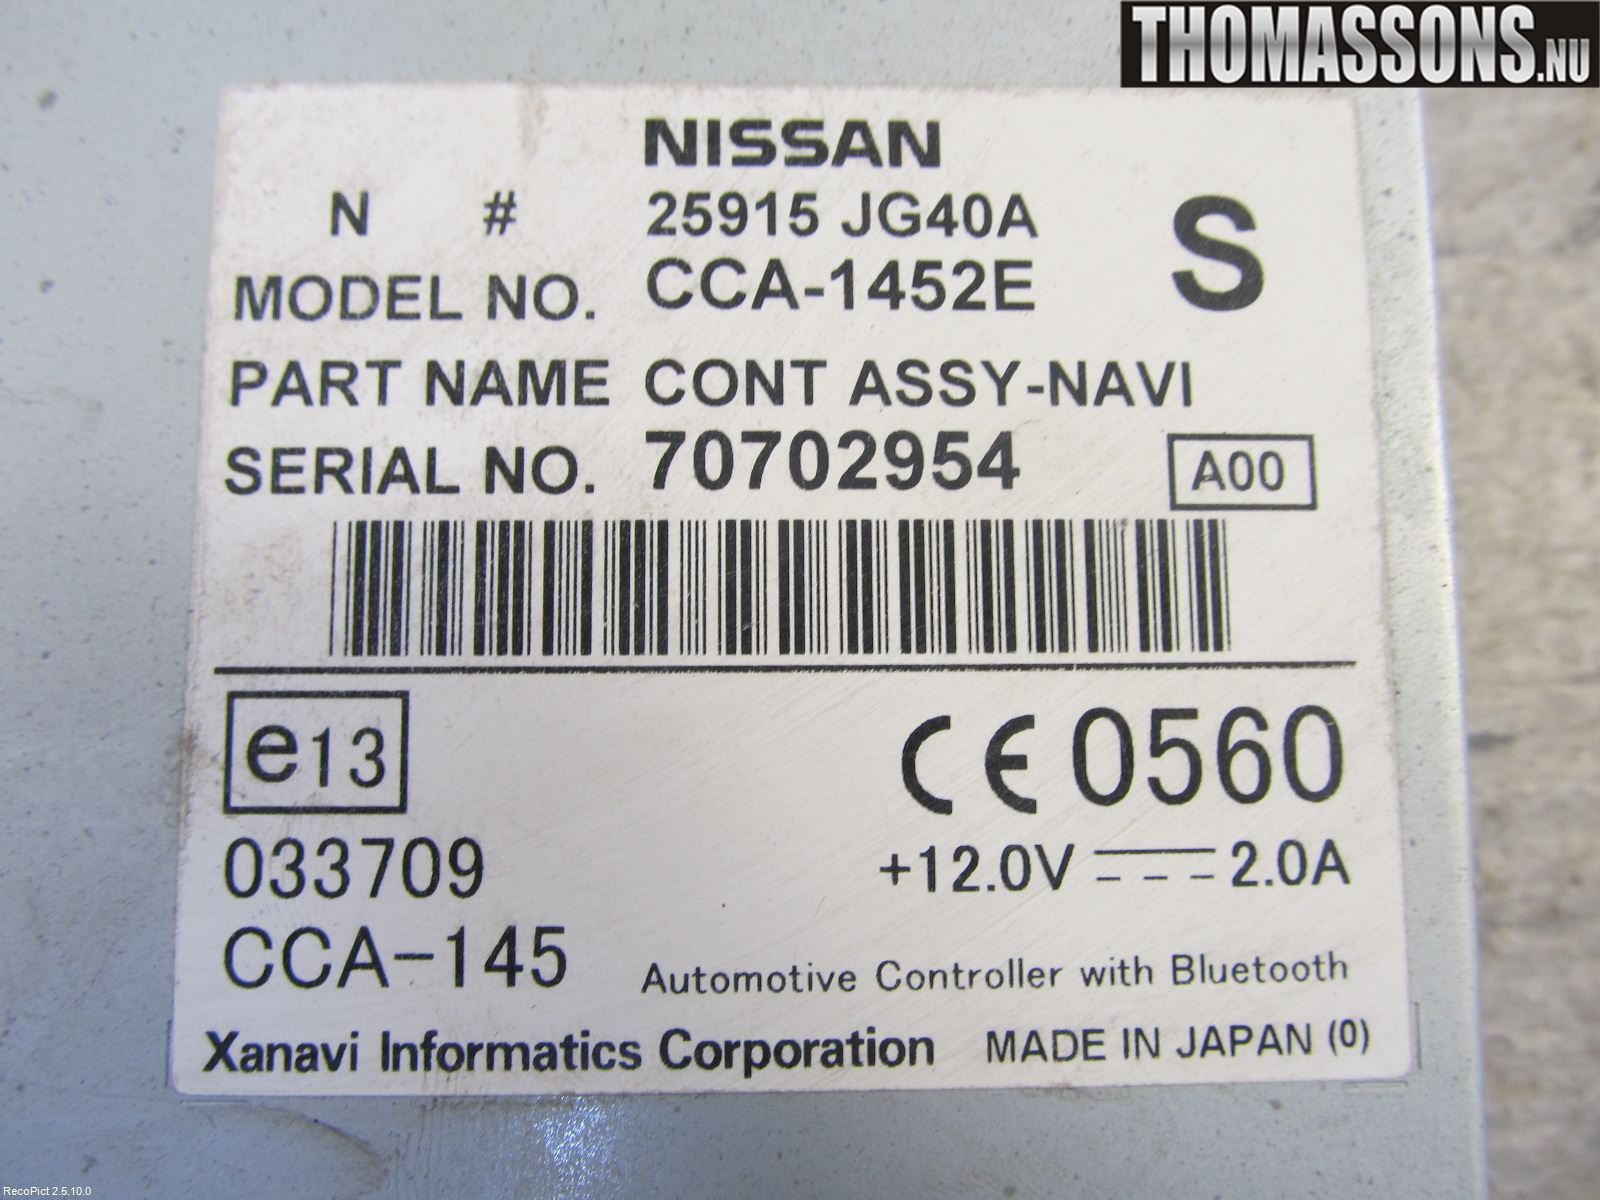 THOMASSONS.NU
NISSAN
N # 25915 JG40A
S
MODEL NO. CCA-1452E
PART NAME CONT ASSY-NAVI
SERIAL NO. 70702954
A00
e13
CE 0560
033709
+12.0V 2.0A
CCA-145
Automotive Controller with Bluetooth
Xanavi Informatics Corporation MADE IN JAPAN (0)
RecoPict 2.5.10.0